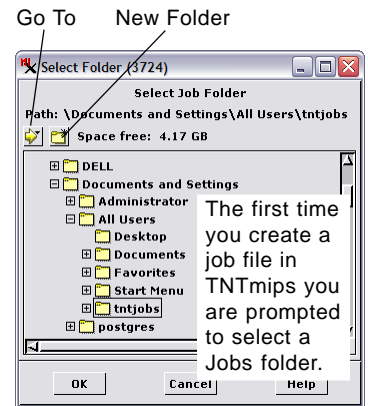 Go To New Folder
Select Folder (3724)
Select Job Folder
Path: \Documents and Settings\All Users\tntjobs
Space free: 4.17 GB
DELL
Documents and Settings
Administrator
All Users
Desktop
Documents
Favorites
Start Menu
tntjobs
postgres
The first time
you create a
job file in
TNTmips you
are prompted
to select a
Jobs folder.
OK Cancel Help